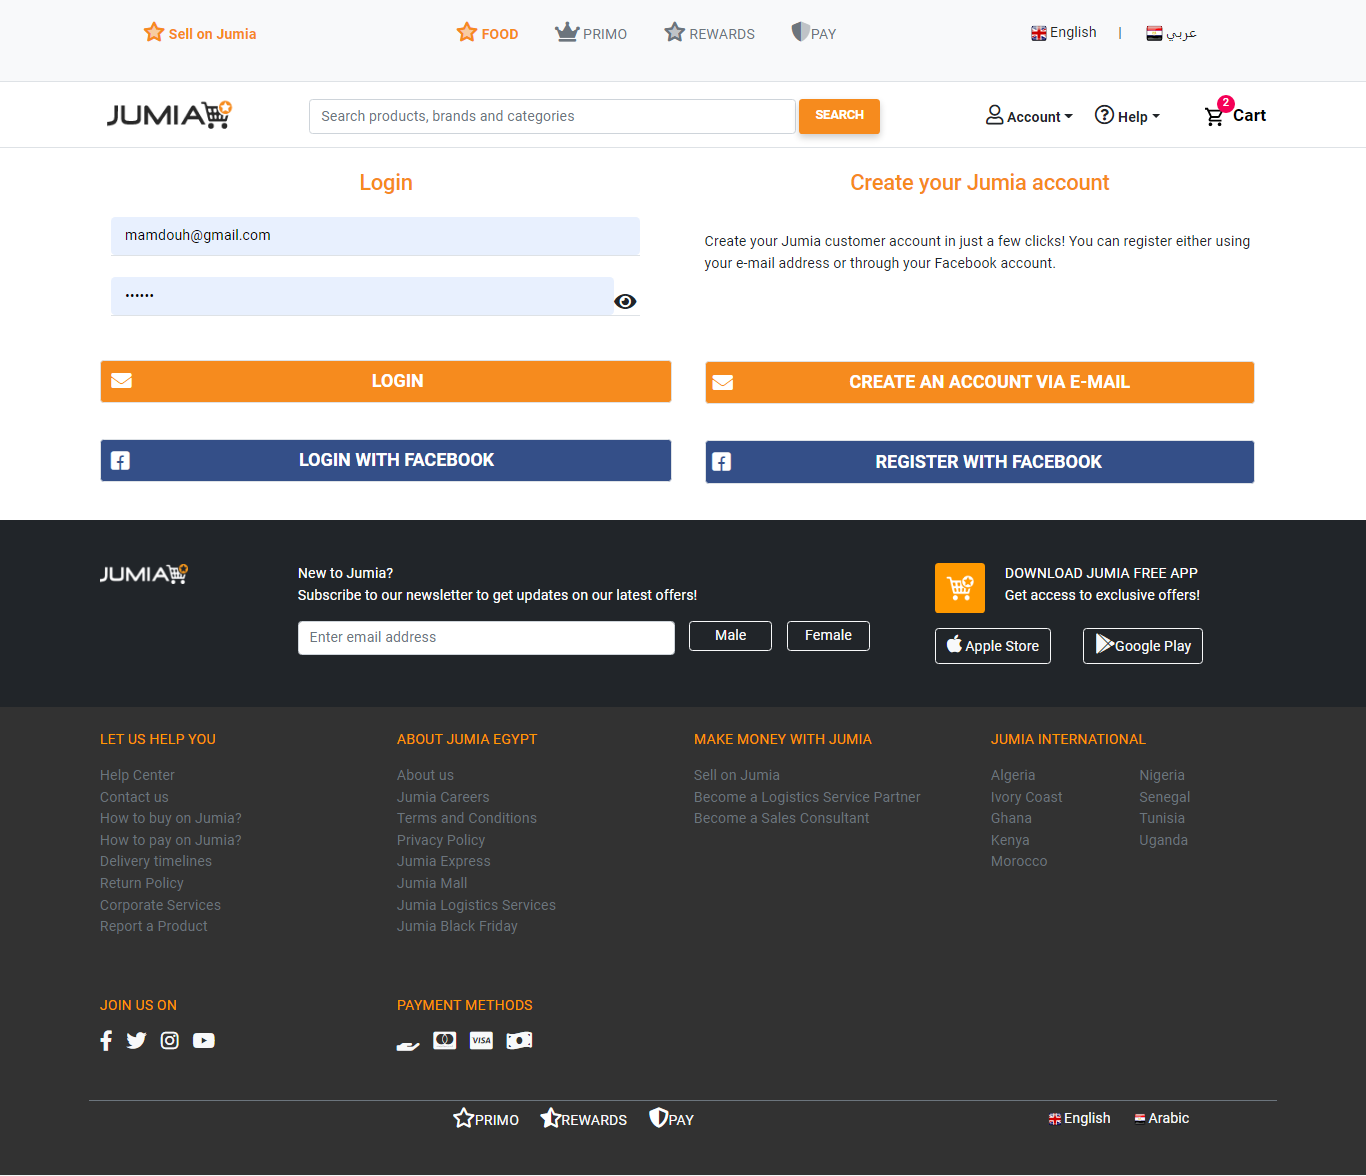 Sell on Jumia
FOOD
PRIMO
REWARDS
PAY
English
|
عربي
JUMIA
Search products, brands and categories
SEARCH
Account
Help
2
Cart
Login
Create your Jumia account
mamdouh@gmail.com
••••••
Create your Jumia customer account in just a few clicks! You can register either using
your e-mail address or through your Facebook account.
LOGIN
CREATE AN ACCOUNT VIA E-MAIL
LOGIN WITH FACEBOOK
REGISTER WITH FACEBOOK
JUMIA
New to Jumia?
Subscribe to our newsletter to get updates on our latest offers!
Enter email address
Male
Female
DOWNLOAD JUMIA FREE APP
Get access to exclusive offers!
Apple Store
Google Play
LET US HELP YOU
Help Center
Contact us
How to buy on Jumia?
How to pay on Jumia?
Delivery timelines
Return Policy
Corporate Services
Report a Product
ABOUT JUMIA EGYPT
About us
Jumia Careers
Terms and Conditions
Privacy Policy
Jumia Express
Jumia Mall
Jumia Logistics Services
Jumia Black Friday
MAKE MONEY WITH JUMIA
Sell on Jumia
Become a Logistics Service Partner
Become a Sales Consultant
JUMIA INTERNATIONAL
Algeria
Ivory Coast
Ghana
Kenya
Morocco
Nigeria
Senegal
Tunisia
Uganda
JOIN US ON
PAYMENT METHODS
VISA
PRIMO
REWARDS
PAY
English
Arabic